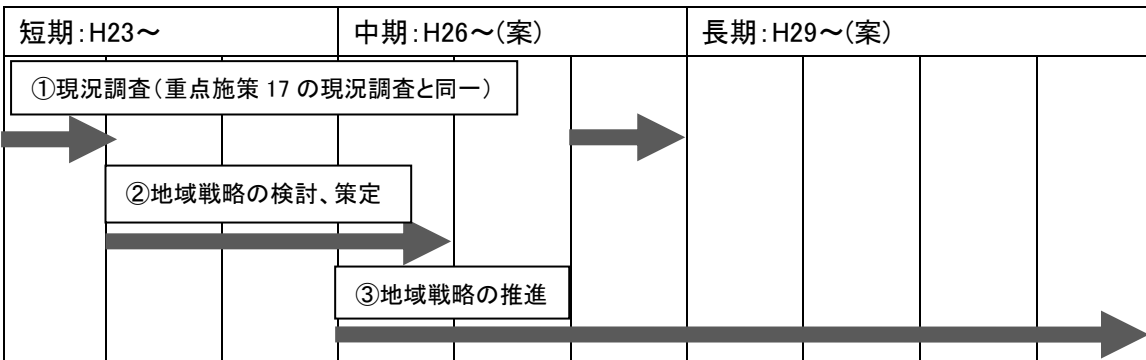 短期:H23～
中期:H26～(案)
長期:H29～(案)
①現況調査(重点施策 17 の現況調査と同一)
②地域戦略の検討、策定
③地域戦略の推進